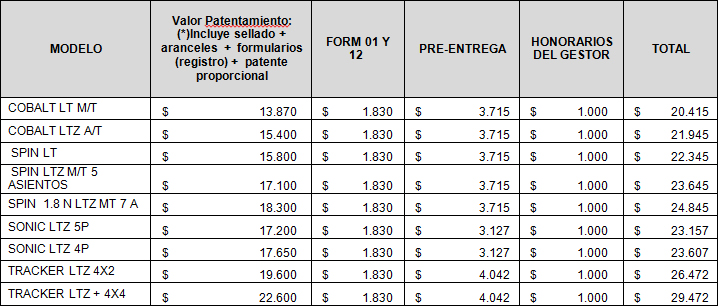 MODELO Valor Patentamiento: (*)Incluye sellado + aranceles + formularios (registro) + patente proporcional FORM 01 Y 12 PRE-ENTREGA HONORARIOS DEL GESTOR TOTAL
COBALT LT M/T $ 13.870 $ 1.830 $ 3.715 $ 1.000 $ 20.415
COBALT LTZ A/T $ 15.400 $ 1.830 $ 3.715 $ 1.000 $ 21.945
SPIN LT $ 15.800 $ 1.830 $ 3.715 $ 1.000 $ 22.345
SPIN LTZ M/T 5 ASIENTOS $ 17.100 $ 1.830 $ 3.715 $ 1.000 $ 23.645
SPIN 1.8 N LTZ MT 7 A $ 18.300 $ 1.830 $ 3.715 $ 1.000 $ 24.845
SONIC LTZ 5P $ 17.200 $ 1.830 $ 3.127 $ 1.000 $ 23.157
SONIC LTZ 4P $ 17.650 $ 1.830 $ 3.127 $ 1.000 $ 23.607
TRACKER LTZ 4X2 $ 19.600 $ 1.830 $ 4.042 $ 1.000 $ 26.472
TRACKER LTZ + 4X4 $ 22.600 $ 1.830 $ 4.042 $ 1.000 $ 29.472